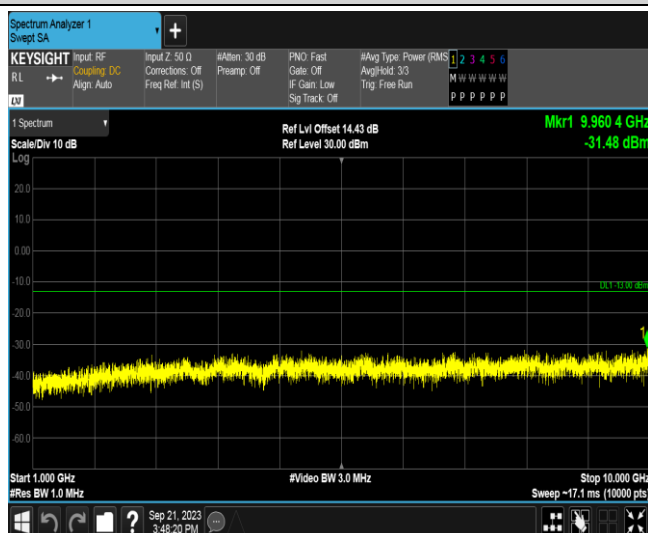 Spectrum Analyzer 1
Swept SA
+
KEYSIGHT
RL
LXI
Input: RF
Coupling: DC
Align: Auto
Input Z: 50 Ω
Corrections: Off
Freq Ref: Int (S)
#Atten: 30 dB
Preamp: Off
PNO: Fast
Gate: Off
IF Gain: Low
Sig Track: Off
#Avg Type: Power (RMS
Avg|Hold: 3/3
Trig: Free Run
1 2 3 4 5 6
M W W W W W
P P P P P P
1 Spectrum
Scale/Div 10 dB
Ref Lvl Offset 14.43 dB
Ref Level 30.00 dBm
Mkr1 9.960 4 GHz
-31.48 dBm
Log
20.0
10.0
0.00
-10.0
DL1 -13.00 dBm
-20.0
1
-30.0
-40.0
-50.0
-60.0
Start 1.000 GHz
#Res BW 1.0 MHz
#Video BW 3.0 MHz
Stop 10.000 GHz
Sweep ~17.1 ms (10000 pts)
?
Sep 21, 2023
3:48:20 PM